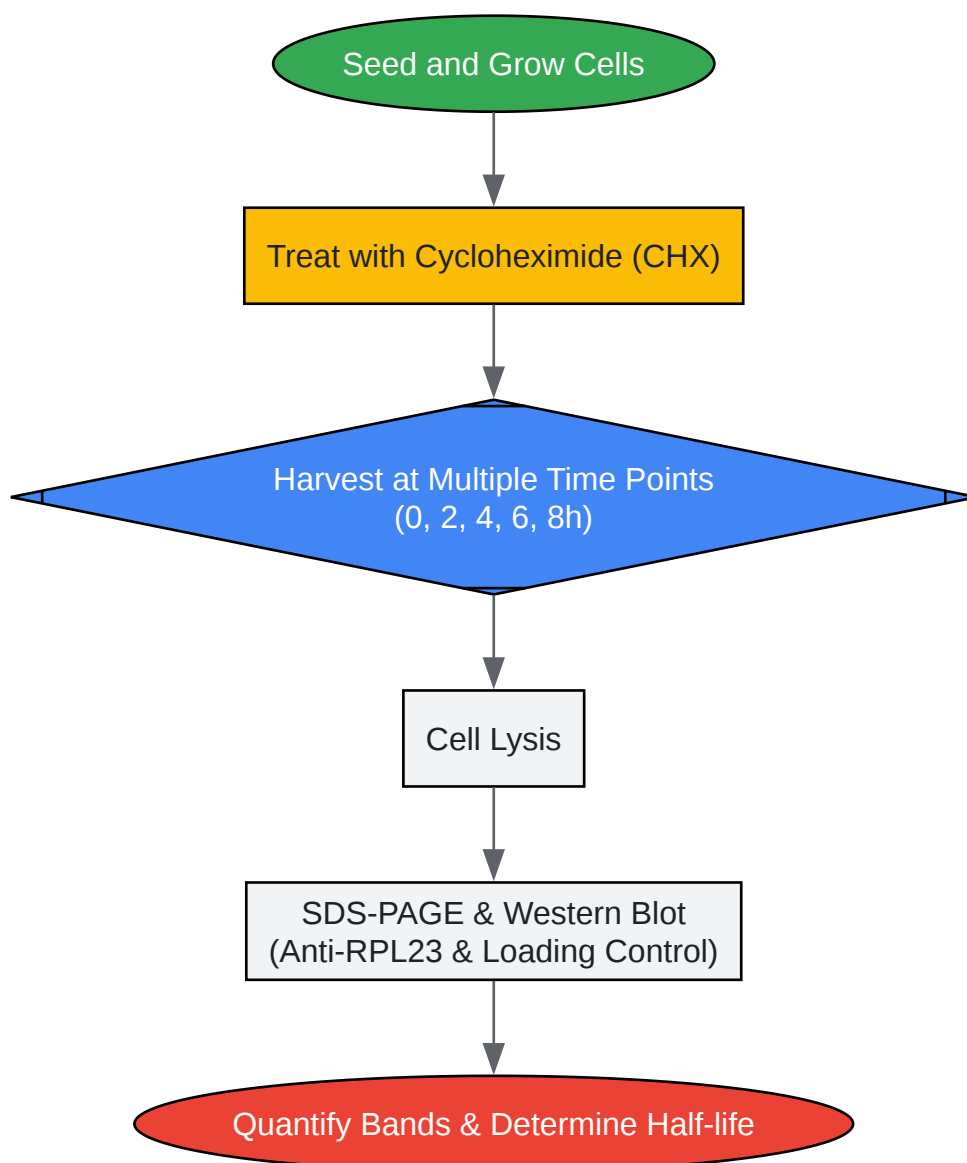 Seed and Grow Cells
Treat with Cycloheximide (CHX)
Harvest at Multiple Time Points
(0, 2, 4, 6, 8h)
Cell Lysis
SDS-PAGE & Western Blot
(Anti-RPL23 & Loading Control)
Quantify Bands & Determine Half-life